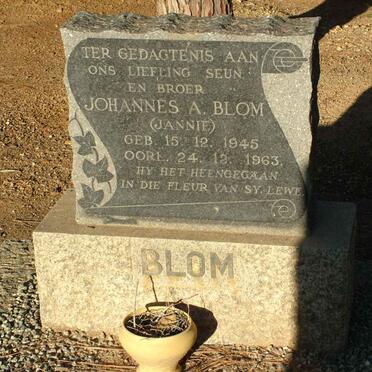 TER GEDAGTENIS AAN
ONS LIEFLING SEUN
EN BROER
JOHANNES A. BLOM
(JANNIE)
GEB. 15. 12. 1945
OORL. 24. 12. 1963.
HY HET HEENGEGAAN
IN DIE FLEUR VAN SY LEWE
BLOM